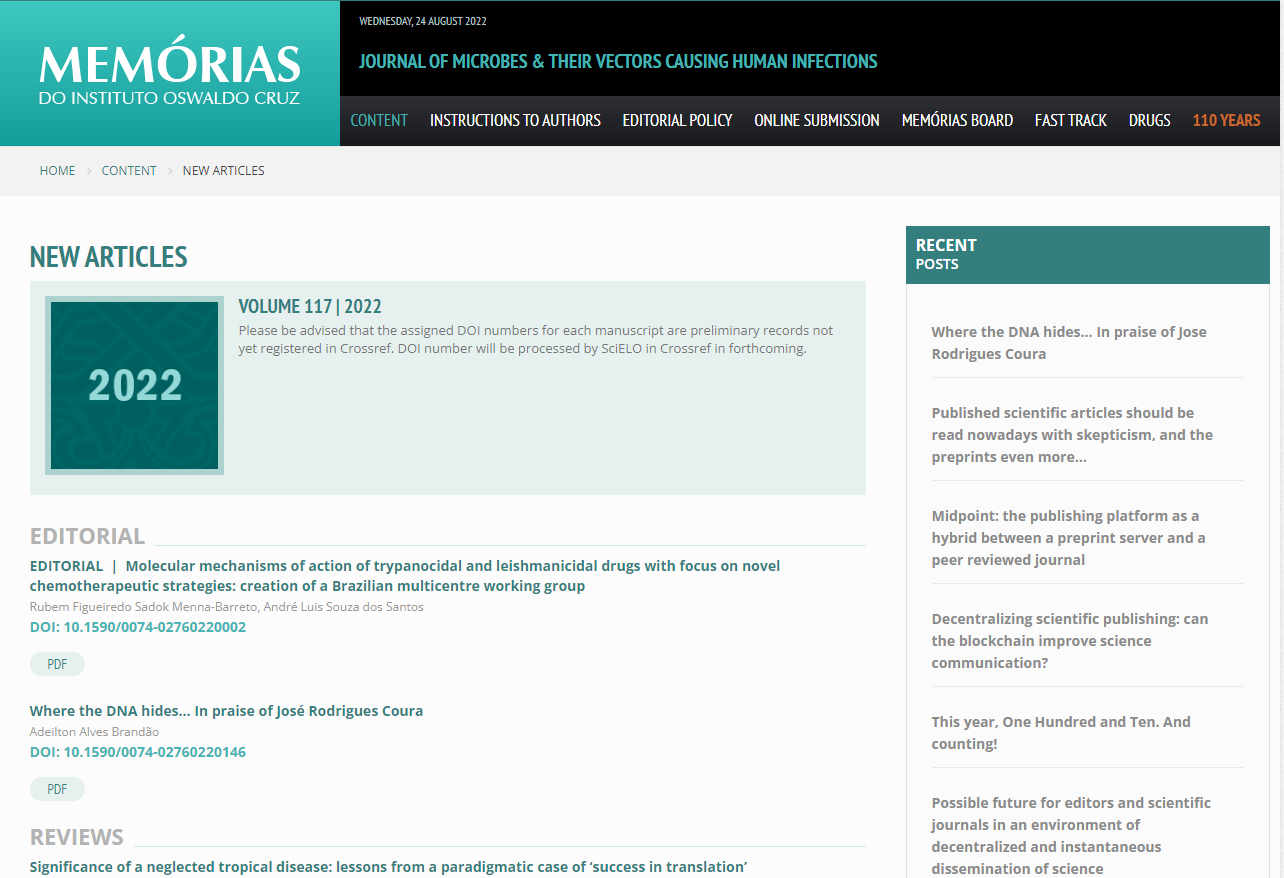 MEMÓRIAS
DO INSTITUTO OSWALDO CRUZ
WEDNESDAY, 24 AUGUST 2022
JOURNAL OF MICROBES & THEIR VECTORS CAUSING HUMAN INFECTIONS
CONTENT INSTRUCTIONS TO AUTHORS EDITORIAL POLICY ONLINE SUBMISSION MEMÓRIAS BOARD FAST TRACK DRUGS 110 YEARS
HOME > CONTENT > NEW ARTICLES
NEW ARTICLES
2022
VOLUME 117 | 2022
Please be advised that the assigned DOI numbers for each manuscript are preliminary records not
yet registered in Crossref. DOI number will be processed by SciELO in Crossref in forthcoming.
EDITORIAL
EDITORIAL | Molecular mechanisms of action of trypanocidal and leishmanicidal drugs with focus on novel
chemotherapeutic strategies: creation of a Brazilian multicentre working group
Rubem Figueiredo Sadok Menna-Barreto, André Luis Souza dos Santos
DOI: 10.1590/0074-02760220002
PDF
Where the DNA hides... In praise of José Rodrigues Coura
Adeilton Alves Brandão
DOI: 10.1590/0074-02760220146
PDF
REVIEWS
Significance of a neglected tropical disease: lessons from a paradigmatic case of ‘success in translation’
RECENT
POSTS
Where the DNA hides... In praise of Jose
Rodrigues Coura
Published scientific articles should be
read nowadays with skepticism, and the
preprints even more...
Midpoint: the publishing platform as a
hybrid between a preprint server and a
peer reviewed journal
Decentralizing scientific publishing: can
the blockchain improve science
communication?
This year, One Hundred and Ten. And
counting!
Possible future for editors and scientific
journals in an environment of
decentralized and instantaneous
dissemination of science